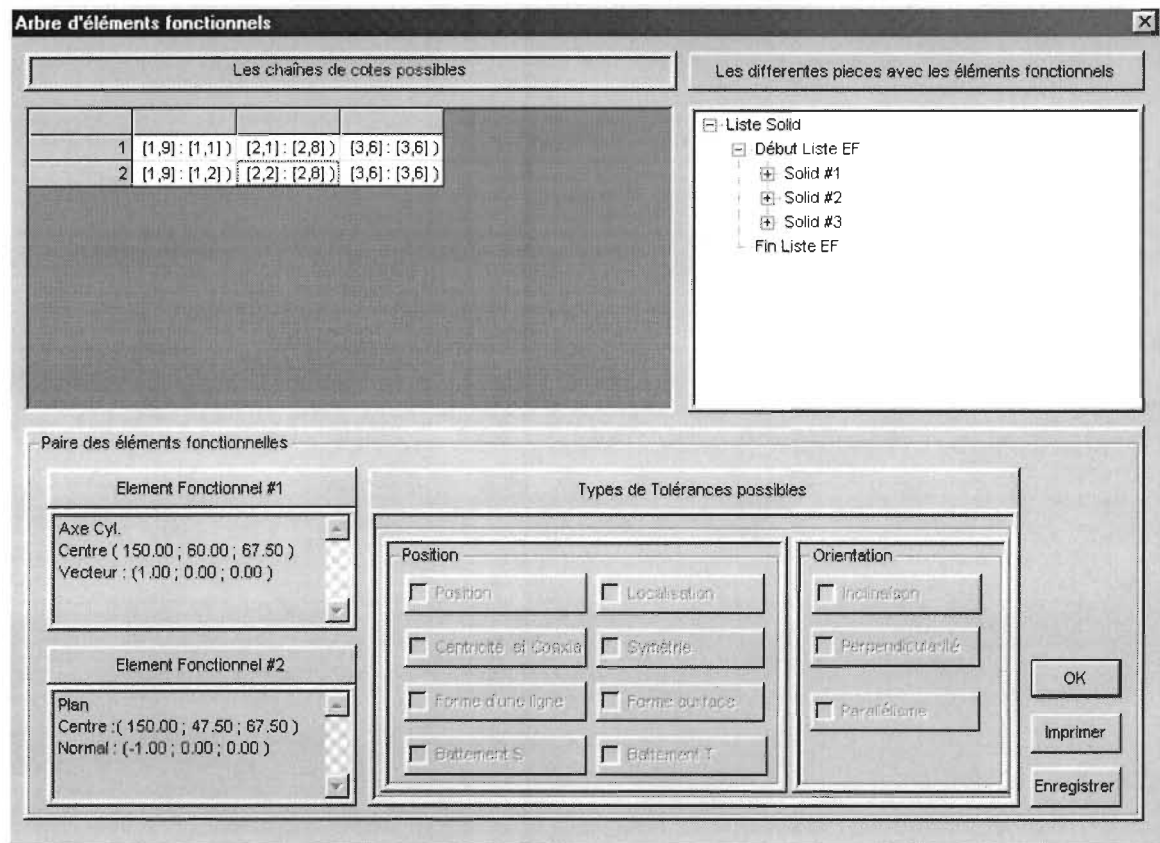 Arbre d'éléments fonctionnels
Les chaînes de cotes possibles
Les differentes pieces avec les éléments fonctionnels
1 [1,9] : [1,1] ) [2,1] : [2,8] ) [3,6] : [3,6] )
2 [1,9] : [1,2] ) [2,2] : [2,8] ) [3,6] : [3,6] )
Liste Solid
Début Liste EF
Solid #1
Solid #2
Solid #3
Fin Liste EF
Paire des éléments fonctionnelles
Element Fonctionnel #1
Axe Cyl.
Centre ( 150.00 ; 60.00 ; 67.50 )
Vecteur : (1.00 ; 0.00 ; 0.00 )
Element Fonctionnel #2
Plan
Centre :( 150.00 ; 47.50 ; 67.50 )
Normal : (-1.00 ; 0.00 ; 0.00 )
Types de Tolérances possibles
Position
Position
Localisation
Centricité et Coaxia
Symétrie
Forme d'une ligne
Forme surface
Battement S
Battement T
Orientation
Inclinaison
Perpendicularité
Parallélisme
OK
Imprimer
Enregistrer